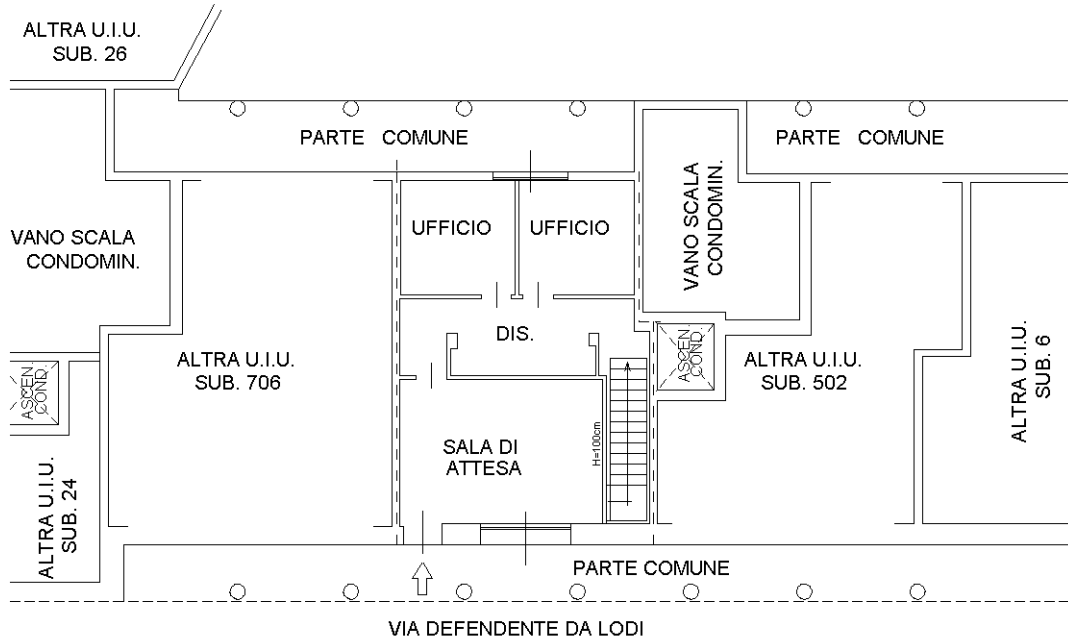 ALTRA U.I.U.
SUB. 26
PARTE COMUNE
PARTE COMUNE
VANO SCALA
CONDOMIN.
UFFICIO
UFFICIO
VANO SCALA
CONDOMIN.
DIS.
ALTRA U.I.U.
SUB. 706
ASCEN.
COND.
ALTRA U.I.U.
SUB. 502
ALTRA U.I.U.
SUB. 6
ASCEN.
COND.
SALA DI
ATTESA
H=100cm
ALTRA U.I.U.
SUB. 24
PARTE COMUNE
VIA DEFENDENTE DA LODI